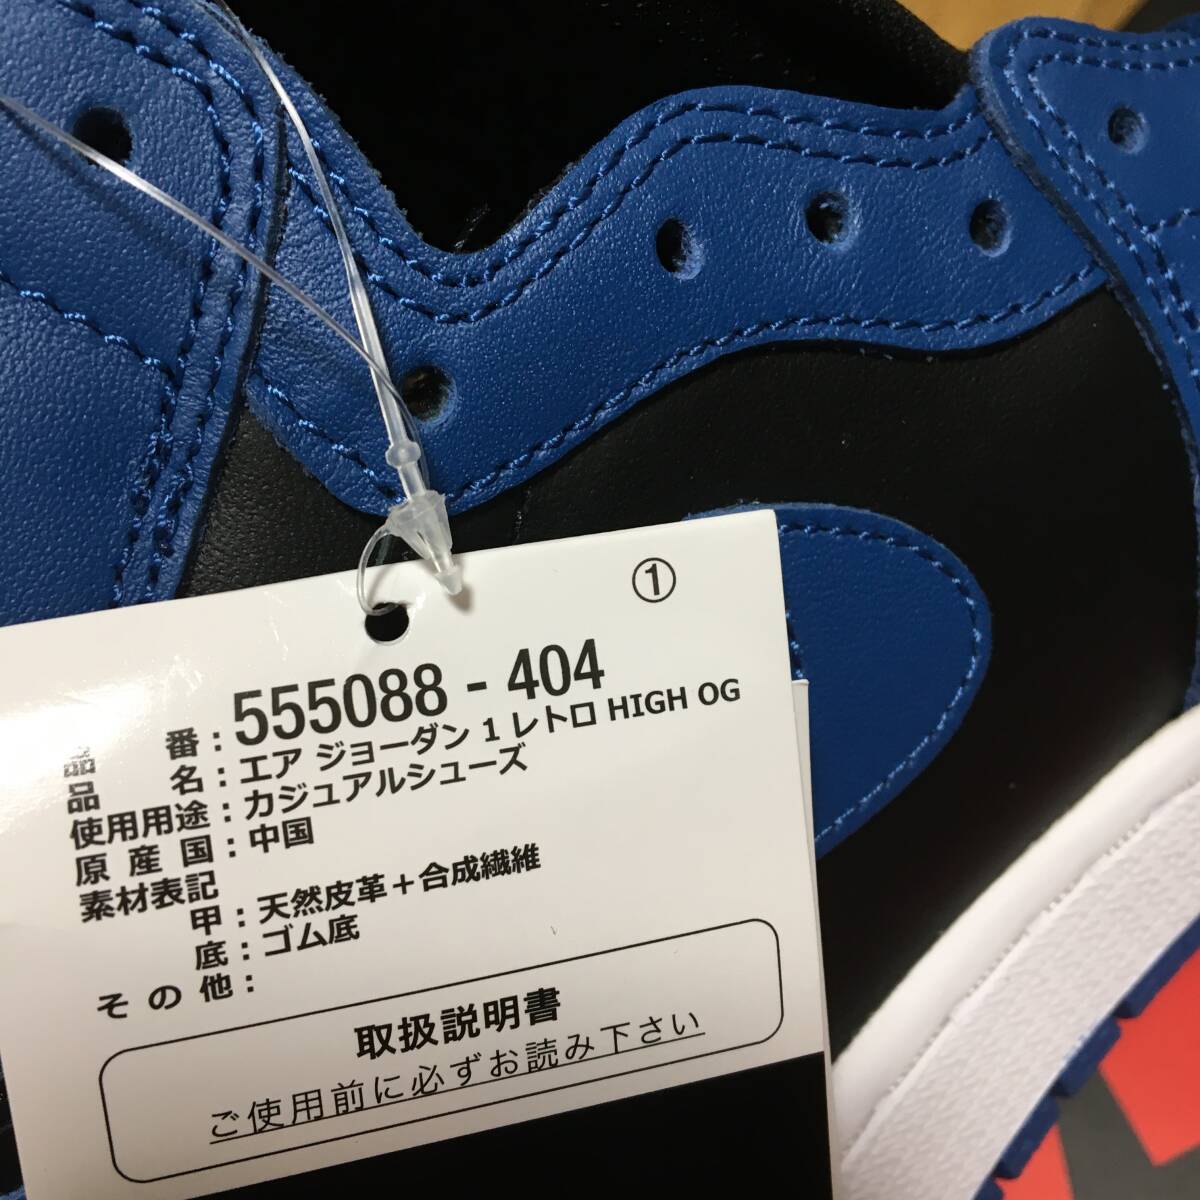 ①
品 番：555088 - 404
品 名：エア ジョーダン 1 レトロ HIGH OG
使用用途：カジュアルシューズ
原 産 国：中国
素材表記
甲：天然皮革＋合成繊維
底：ゴム底
そ の 他：
取扱説明書
ご使用前に必ずお読み下さい